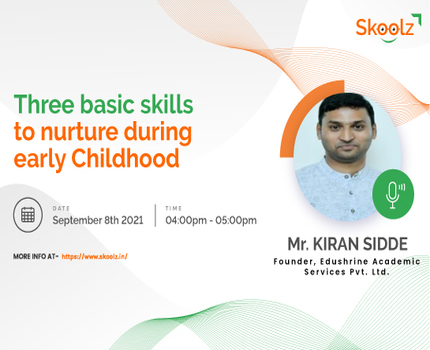 Skoolz
Three basic skills
to nurture during
early Childhood
DATE
September 8th 2021
TIME
04:00pm - 05:00pm
MORE INFO AT- https://www.skoolz.in/
Mr. KIRAN SIDDE
Founder, Edushrine Academic
Services Pvt. Ltd.